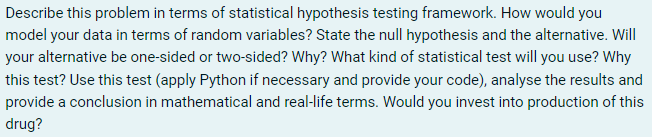 Describe this problem in terms of statistical hypothesis testing framework. How would you
model your data in terms of random variables? State the null hypothesis and the alternative. Will
your alternative be one-sided or two-sided? Why? What kind of statistical test will you use? Why
this test? Use this test (apply Python if necessary and provide your code), analyse the results and
provide a conclusion in mathematical and real-life terms. Would you invest into production of this
drug?